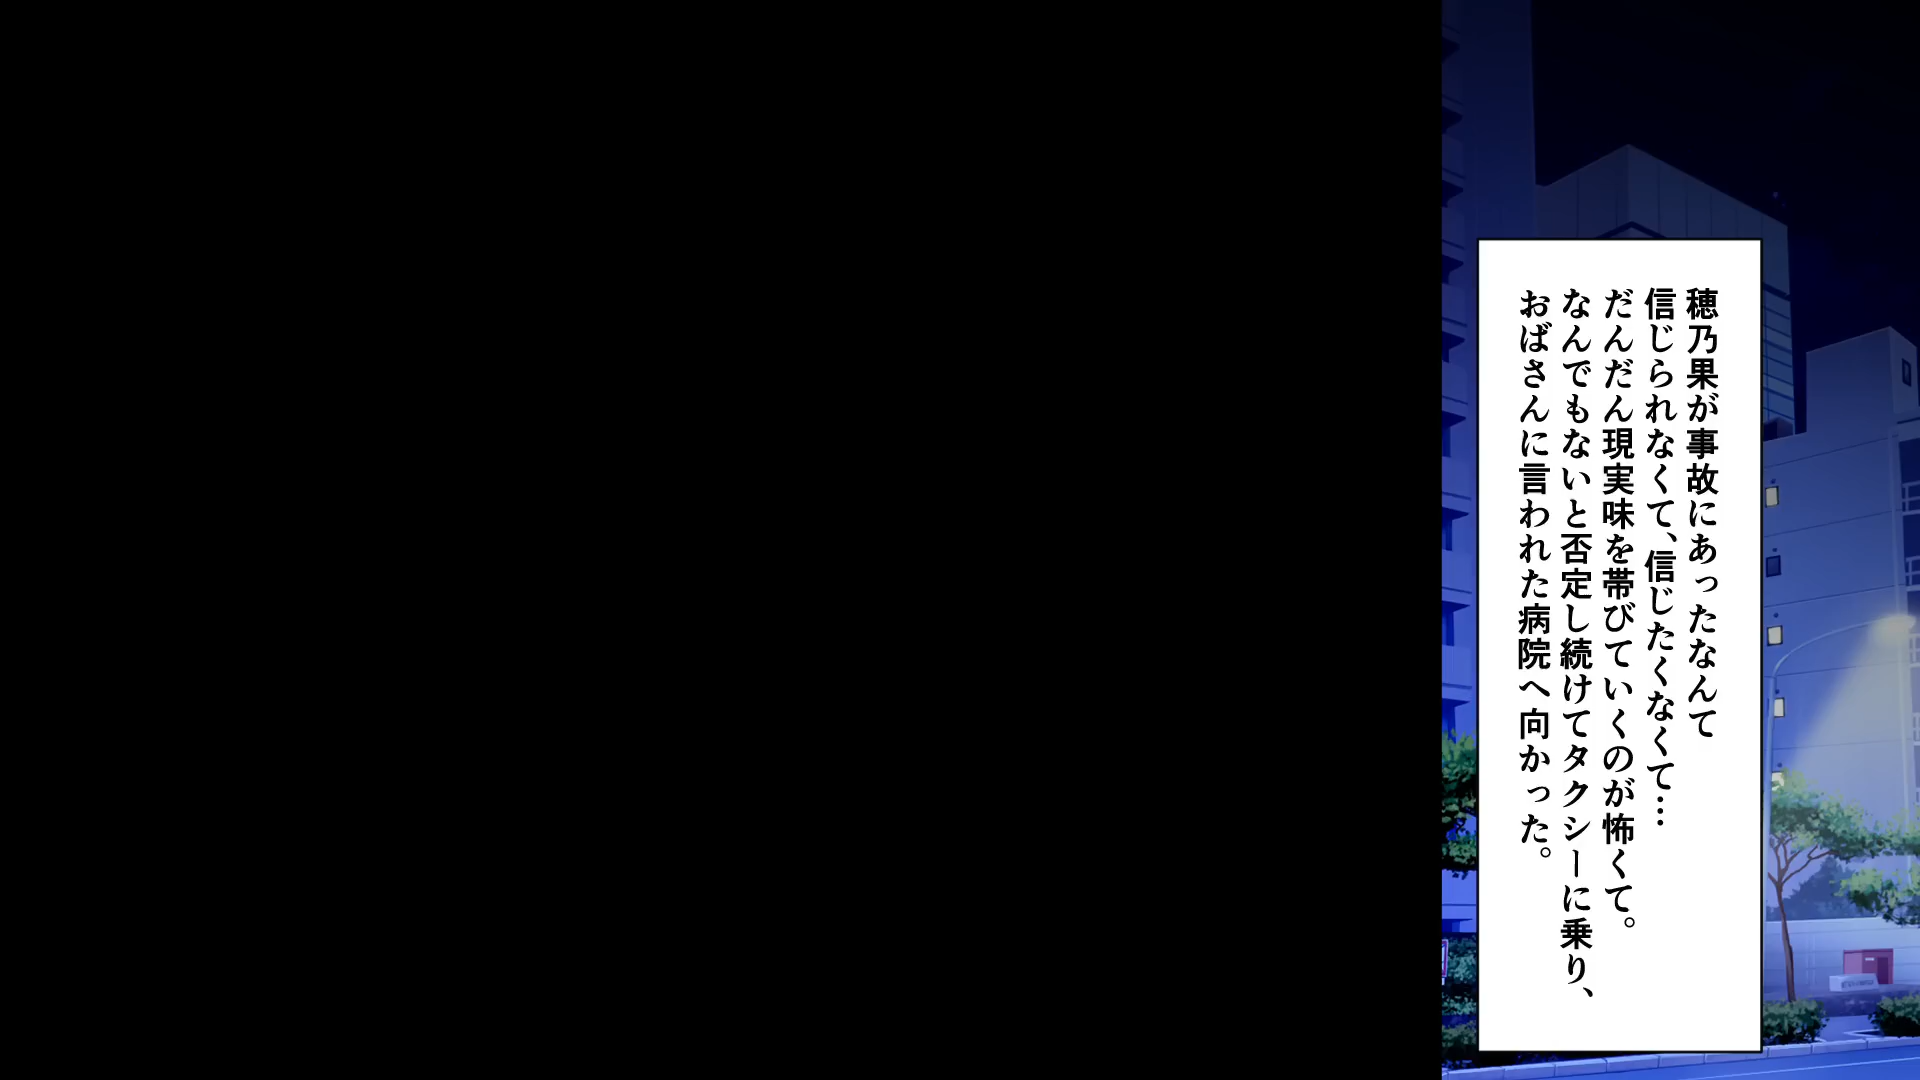 穂乃果が事故にあったなんて
信じられなくて、信じたくなくて…
だんだん現実味を帯びていくのが怖くて。
なんでもないと否定し続けてタクシーに乗り、
おばさんに言われた病院へ向かった。